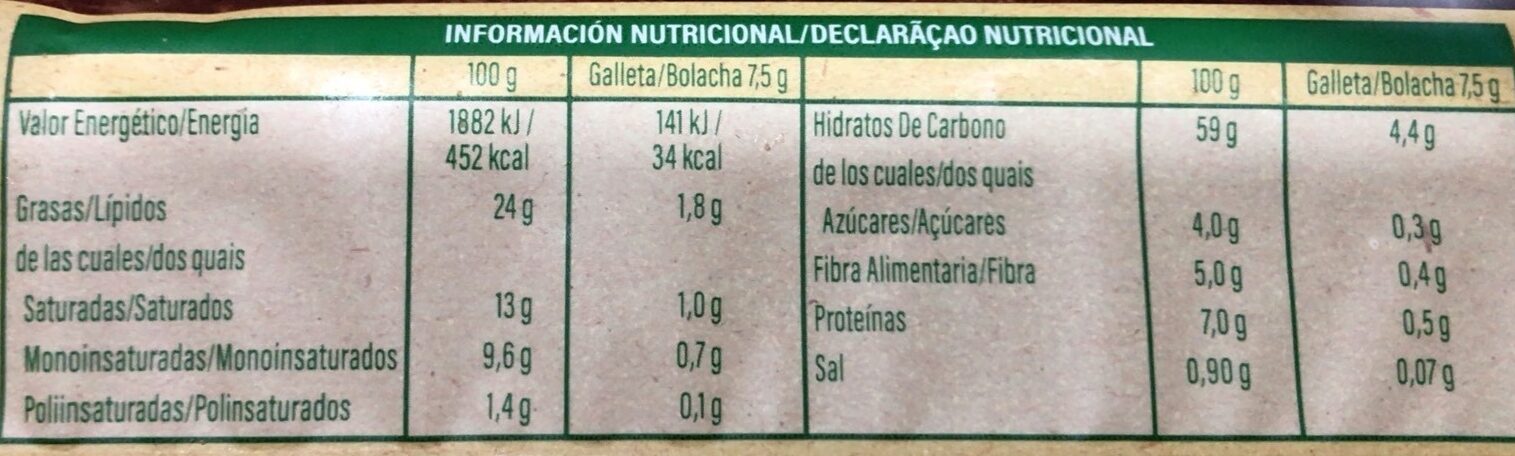 INFORMACIÓN NUTRICIONAL/DECLARÃÇAO NUTRICIONAL
100 g Galleta/Bolacha 7,5 g
Valor Energético/Energía 1882 kJ / 141 kJ /
452 kcal 34 kcal
Grasas/Lípidos 24 g 1,8 g
de las cuales/dos quais
Saturadas/Saturados 13 g 1,0 g
Monoinsaturadas/Monoinsaturados 9,6 g 0,7 g
Poliinsaturadas/Polinsaturados 1,4 g 0,1 g
100 g Galleta/Bolacha 7,5 g
Hidratos De Carbono 59 g 4,4 g
de los cuales/dos quais
Azúcares/Açúcares 4,0 g 0,3 g
Fibra Alimentaria/Fibra 5,0 g 0,4 g
Proteínas 7,0 g 0,5 g
Sal 0,90 g 0,07 g